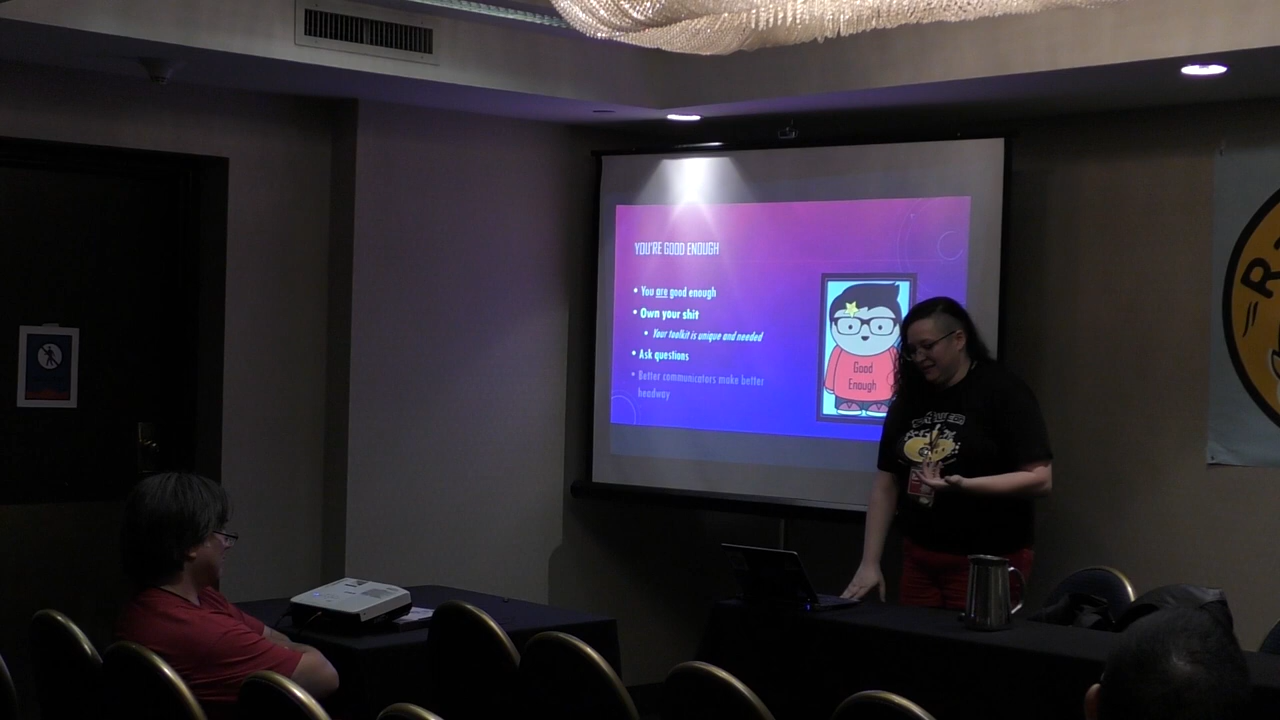 YOU'RE GOOD ENOUGH
• You are good enough
• Own your shit
• Your toolkit is unique and needed
• Ask questions
• Better communicators make better
headway
Good
Enough
R